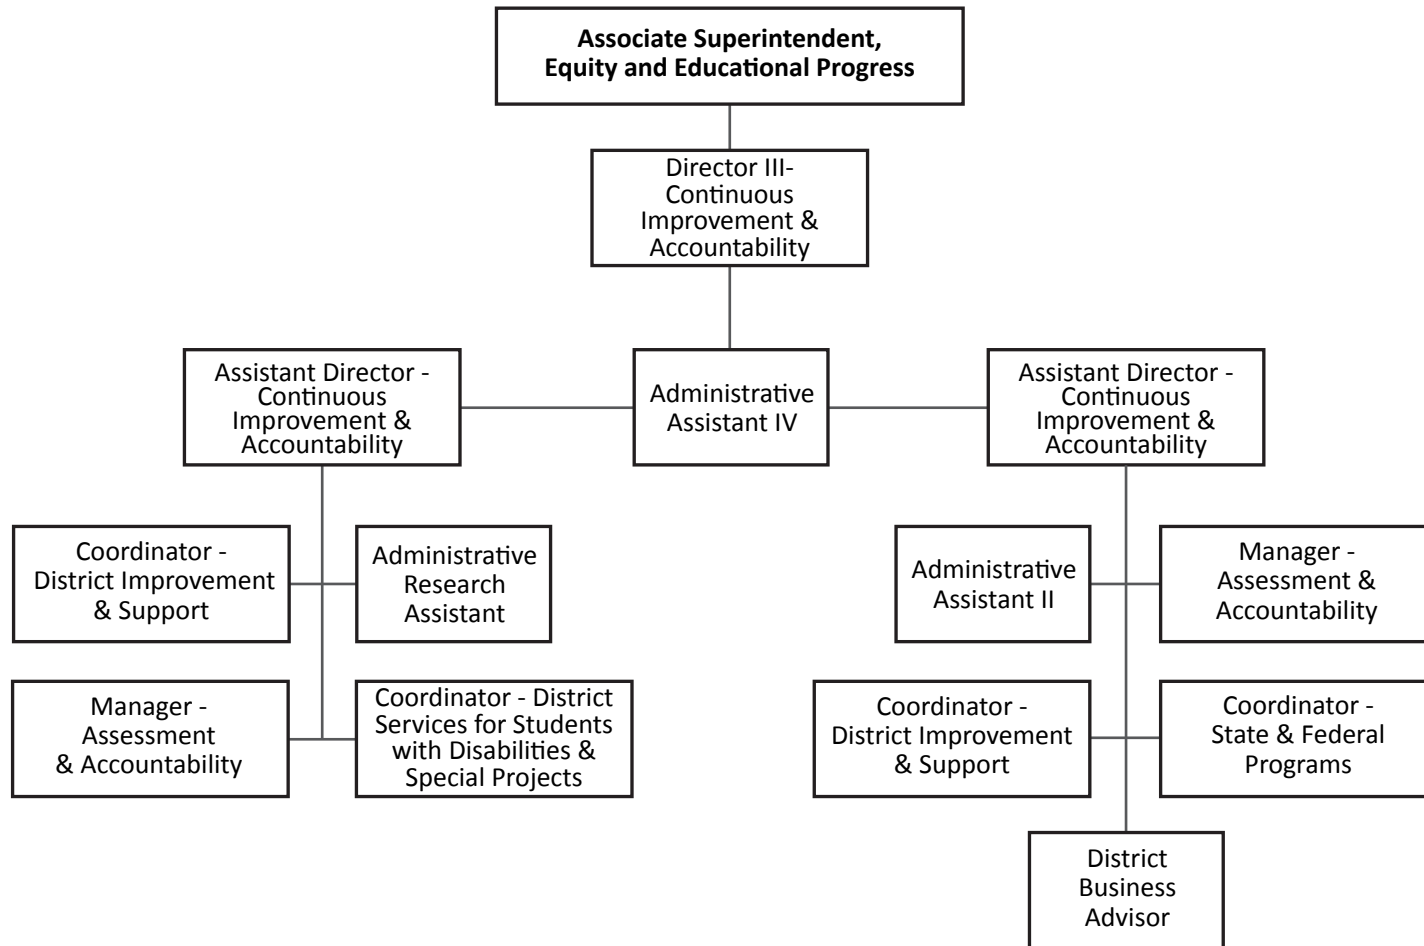 Associate Superintendent,
Equity and Educational Progress
Director III-
Continuous
Improvement &
Accountability
Assistant Director -
Continuous
Improvement &
Accountability
Administrative
Assistant IV
Assistant Director -
Continuous
Improvement &
Accountability
Coordinator -
District Improvement
& Support
Administrative
Research
Assistant
Administrative
Assistant II
Manager -
Assessment &
Accountability
Manager -
Assessment
& Accountability
Coordinator - District
Services for Students
with Disabilities &
Special Projects
Coordinator -
District Improvement
& Support
Coordinator -
State & Federal
Programs
District
Business
Advisor